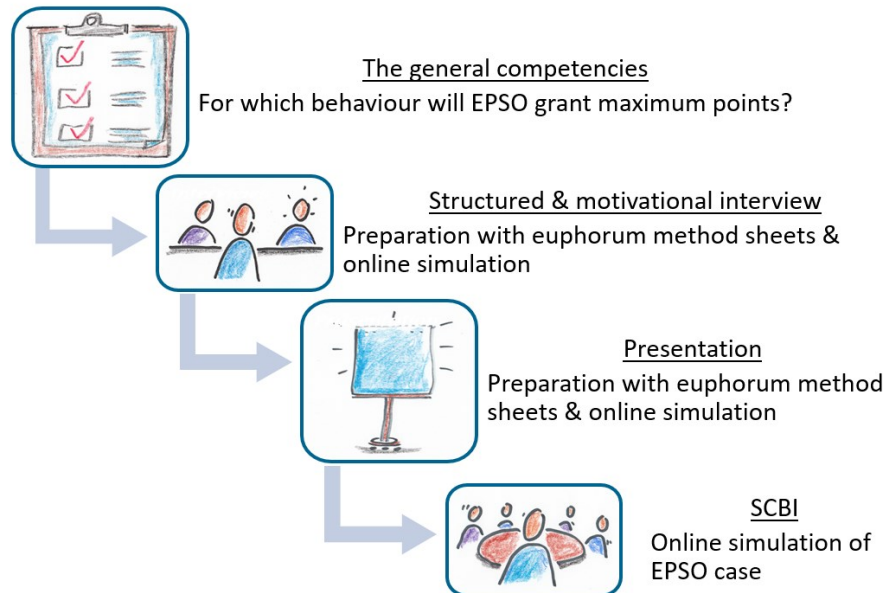 The general competencies
For which behaviour will EPSO grant maximum points?
Structured & motivational interview
Preparation with euphorum method sheets &
online simulation
Presentation
Preparation with euphorum method
sheets & online simulation
SCBI
Online simulation of
EPSO case